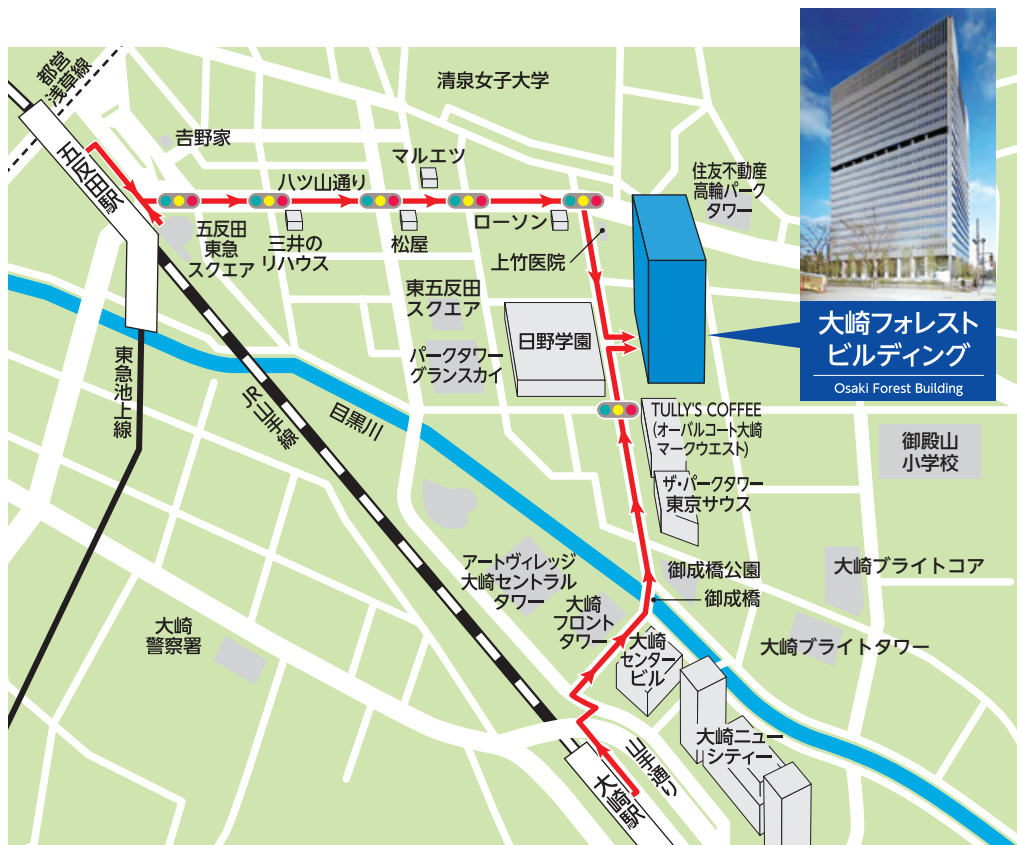 都営
浅草線
清泉女子大学
五反田駅
吉野家
マルエツ
八ツ山通り
住友不動産
高輪パーク
タワー
五反田
東急
スクエア
三井の
リハウス
松屋
ローソン
上竹医院
東五反田
スクエア
日野学園
パークタワー
グランスカイ
大崎フォレスト
ビルディング
Osaki Forest Building
東急池上線
JR山手線
目黒川
TULLY'S COFFEE
(オーバルコート大崎
マークウエスト)
御殿山
小学校
ザ・パークタワー
東京サウス
アートヴィレッジ
大崎セントラル
タワー
御成橋公園
御成橋
大崎ブライトコア
大崎
フロント
タワー
大崎
警察署
大崎
センター
ビル
大崎ブライトタワー
大崎ニュー
シティー
山手通り
大崎駅